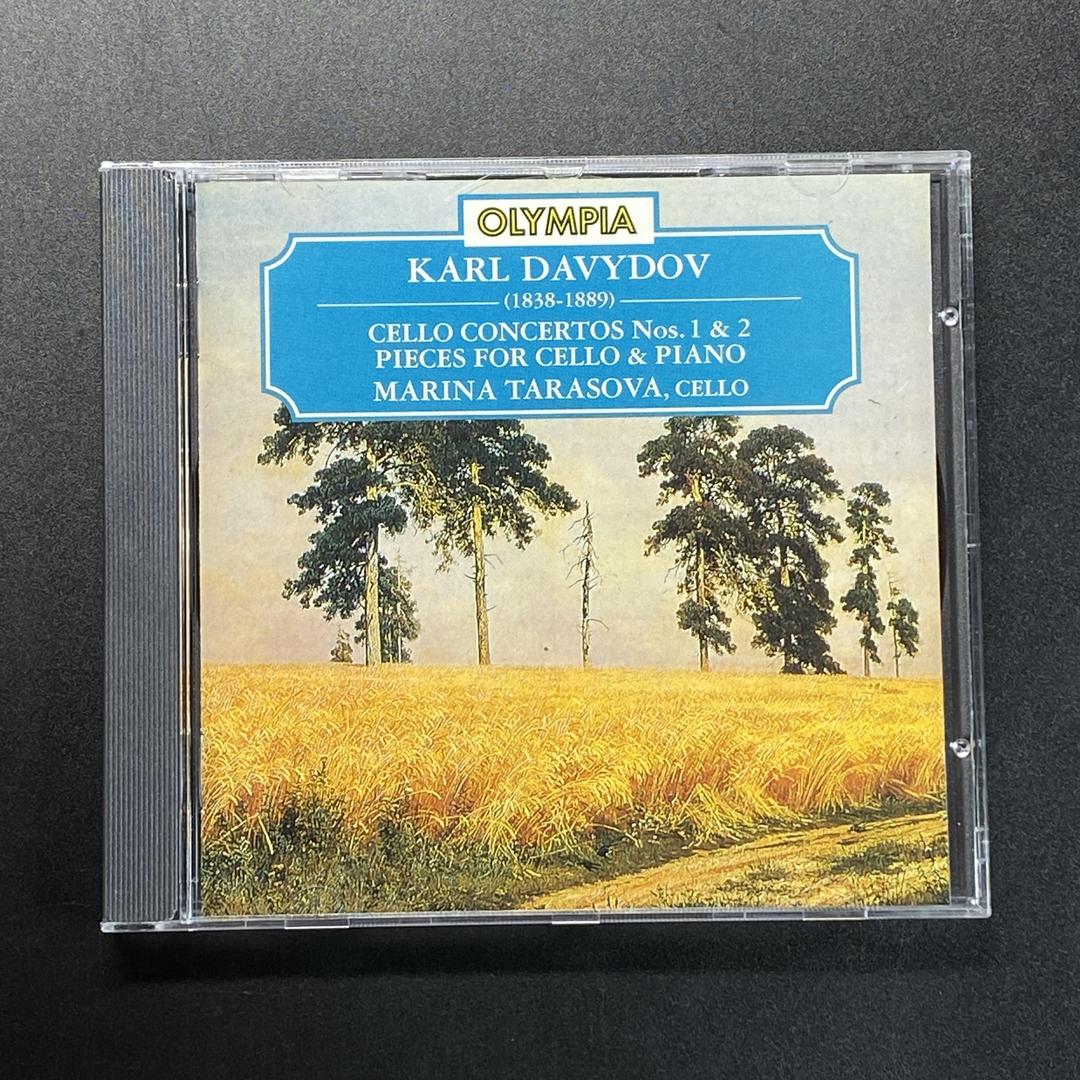 OLYMPIA
KARL DAVYDOV
(1838-1889)
CELLO CONCERTOS Nos. 1 & 2
PIECES FOR CELLO & PIANO
MARINA TARASOVA, CELLO